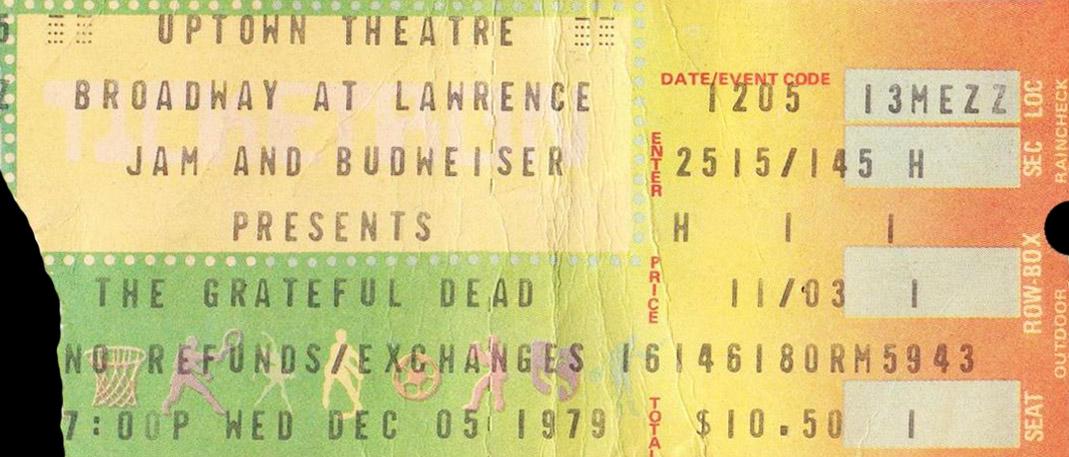 UPTOWN THEATRE
BROADWAY AT LAWRENCE
JAM AND BUDWEISER
PRESENTS
THE GRATEFUL DEAD
NO REFUNDS/EXCHANGES 16146180RM5943
7:00P WED DEC 05 1979
DATE/EVENT CODE
1205 13MEZZ
ENTER
2515/145 H
H 1 1
PRICE
11/03 1
TOTAL
$10.50 1
LOC
SEC
ROW-BOX
SEAT
RAINCHECK
OUTDOOR